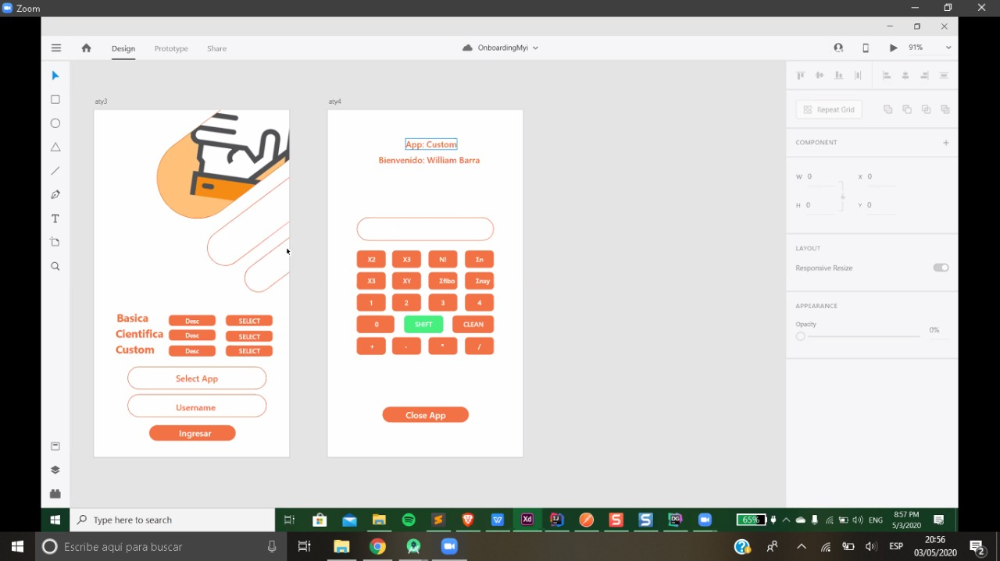 Zoom
Design Prototype Share OnboardingMyi 91%
aty3
aty4
App: Custom
Bienvenido: William Barra
X2 X3 N! Σn
X3 XY Σfibo Σnxy
1 2 3 4
0 SHIFT CLEAN
+ - * /
Close App
Basica Desc SELECT
Cientifica Desc SELECT
Custom Desc SELECT
Select App
Username
Ingresar
Repeat Grid
COMPONENT
W 0 X 0
H 0 Y 0
LAYOUT
Responsive Resize
APPEARANCE
Opacity
0%
Type here to search
Xd
IJ
DG
65%
ENG
8:57 PM
5/3/2020
Escribe aquí para buscar
ESP
20:56
03/05/2020
2